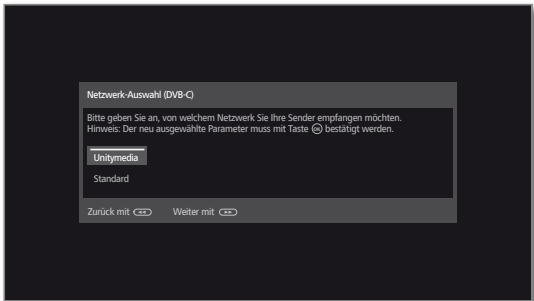 Netzwerk-Auswahl (DVB-C)
Bitte geben Sie an, von welchem Netzwerk Sie Ihre Sender empfangen möchten.
Hinweis: Der neu ausgewählte Parameter muss mit Taste OK bestätigt werden.
Unitymedia
Standard
Zurück mit ◀◀ Weiter mit ▶▶